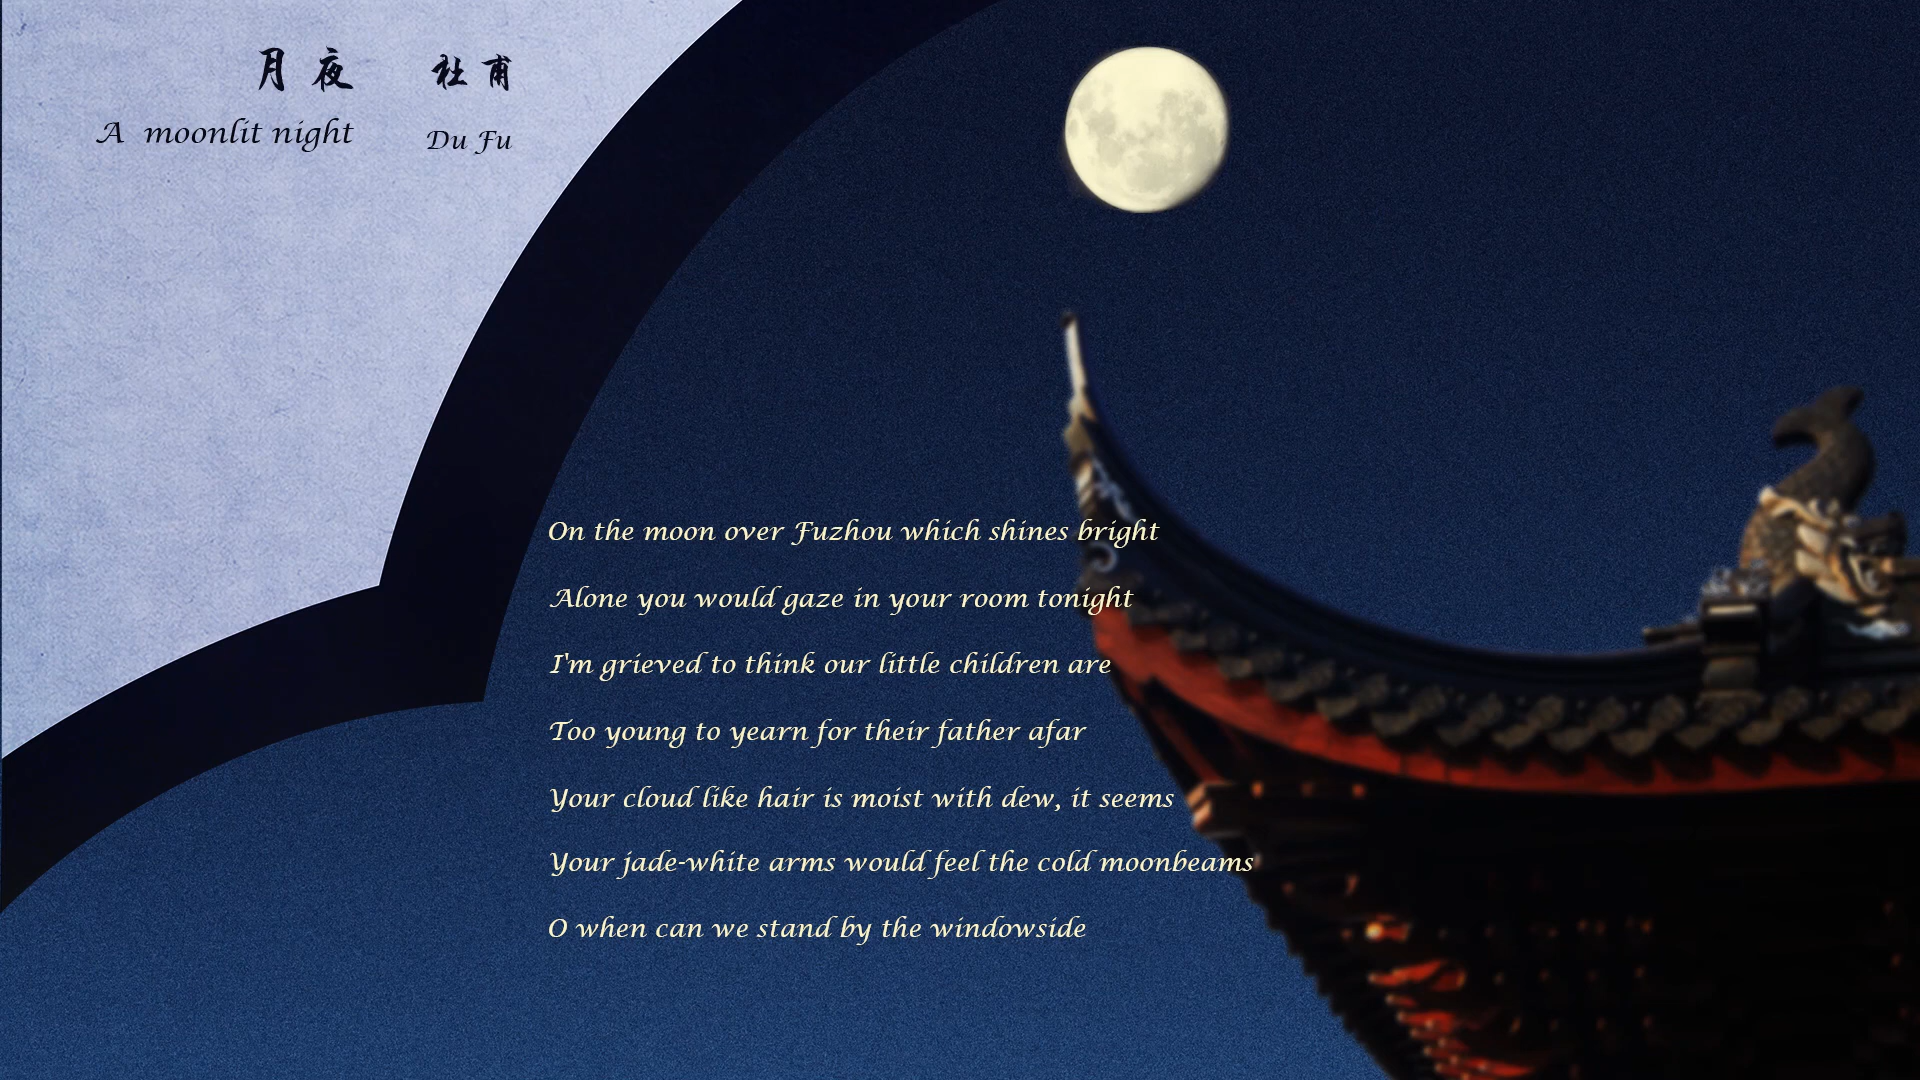 月夜 杜甫
A moonlit night Du Fu
On the moon over Fuzhou which shines bright
Alone you would gaze in your room tonight
I'm grieved to think our little children are
Too young to yearn for their father afar
Your cloud like hair is moist with dew, it seems
Your jade-white arms would feel the cold moonbeams
O when can we stand by the windowside